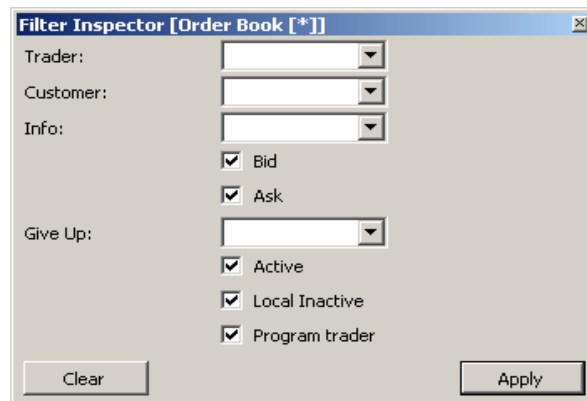 Filter Inspector [Order Book [*]]
Trader:
Customer:
Info:
Bid
Ask
Give Up:
Active
Local Inactive
Program trader
Clear Apply